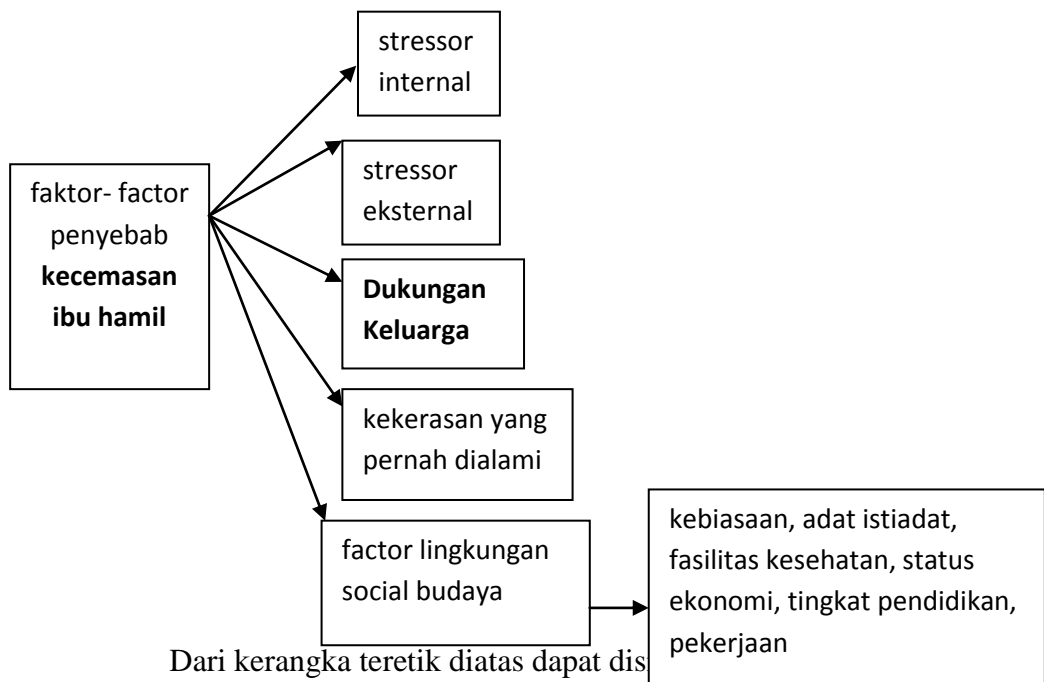 stressor
internal
stressor
eksternal
faktor- factor
penyebab
kecemasan
ibu hamil
Dukungan
Keluarga
kekerasan yang
pernah dialami
factor lingkungan
social budaya
kebiasaan, adat istiadat,
fasilitas kesehatan, status
ekonomi, tingkat pendidikan,
pekerjaan
Dari kerangka teretik diatas dapat